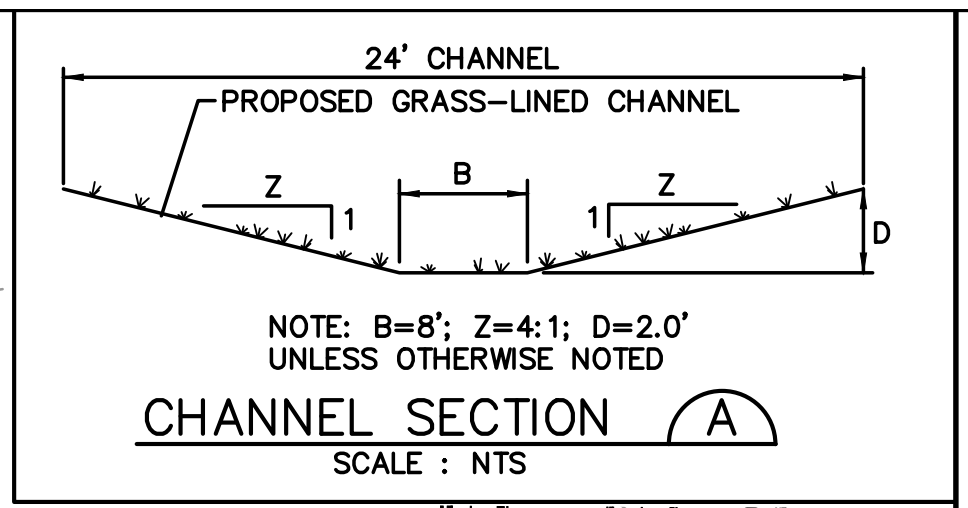 24' CHANNEL
PROPOSED GRASS-LINED CHANNEL
Z
1
B
1
Z
D
NOTE: B=8'; Z=4:1; D=2.0'
UNLESS OTHERWISE NOTED
CHANNEL SECTION A
SCALE : NTS